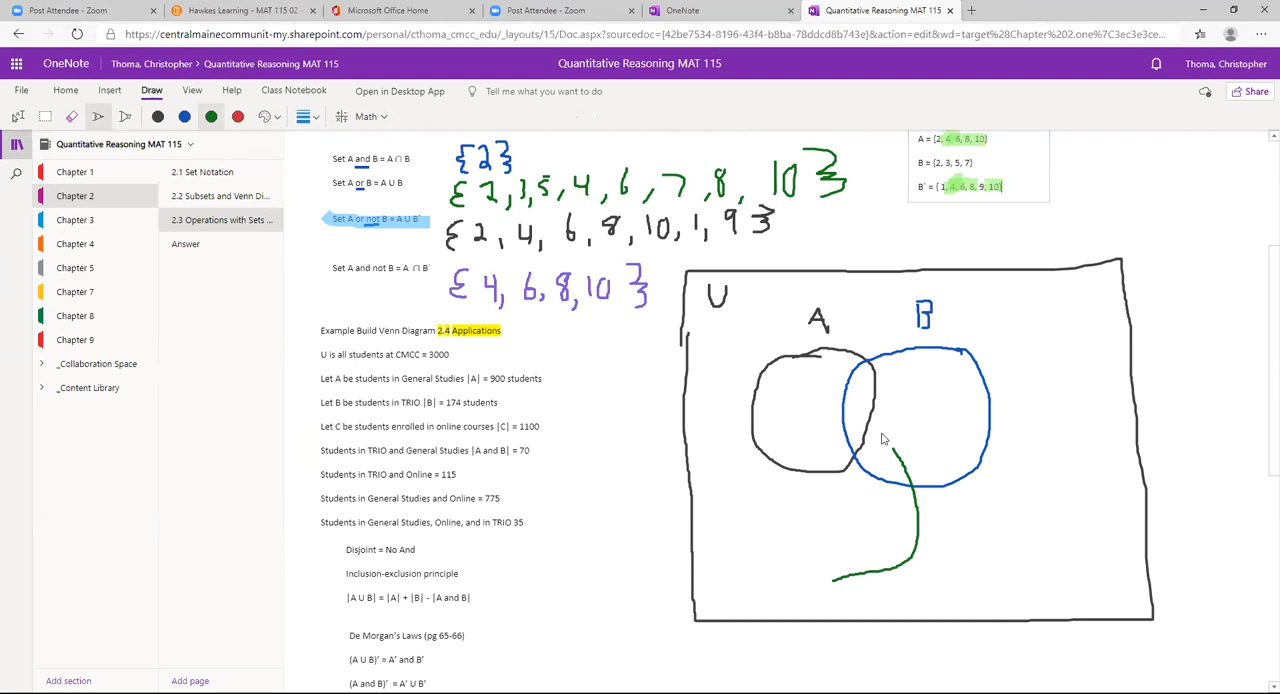 Post Attendee - Zoom
Hawkes Learning - MAT 115 02 -
Microsoft Office Home
Post Attendee - Zoom
OneNote
Quantitative Reasoning MAT 115
https://centralmainecommunit-my.sharepoint.com/personal/cthoma_cmcc_edu/_layouts/15/Doc.aspx?sourcedoc={42be7534-8196-43f4-b8ba-78ddcd8b743e}&action=edit&wd=target%28Chapter%202.one%7C3ec3e3ce...
OneNote
Thoma, Christopher > Quantitative Reasoning MAT 115
Quantitative Reasoning MAT 115
Thoma, Christopher
File Home Insert Draw View Help Class Notebook Open in Desktop App Tell me what you want to do Share
Math
Quantitative Reasoning MAT 115
Chapter 1
Chapter 2
Chapter 3
Chapter 4
Chapter 5
Chapter 7
Chapter 8
Chapter 9
_Collaboration Space
_Content Library
Add section
2.1 Set Notation
2.2 Subsets and Venn Di...
2.3 Operations with Sets ...
Answer
Add page
Set A and B = A ∩ B {2}
Set A or B = A U B {2,3,5,4,6,7,8,10}
Set A or not B = A U B` {2,4,6,8,10,1,9}
Set A and not B = A ∩ B` {4,6,8,10}
A = {2, 4, 6, 8, 10}
B = {2, 3, 5, 7}
B` = { 1, 4, 6, 8, 9, 10}
Example Build Venn Diagram 2.4 Applications
U is all students at CMCC = 3000
Let A be students in General Studies |A| = 900 students
Let B be students in TRIO |B| = 174 students
Let C be students enrolled in online courses |C| = 1100
Students in TRIO and General Studies |A and B| = 70
Students in TRIO and Online = 115
Students in General Studies and Online = 775
Students in General Studies, Online, and in TRIO 35
Disjoint = No And
Inclusion-exclusion principle
|A U B| = |A| + |B| - |A and B|
De Morgan's Laws (pg 65-66)
(A U B)' = A' and B'
(A and B)' = A' U B'
U
A
B